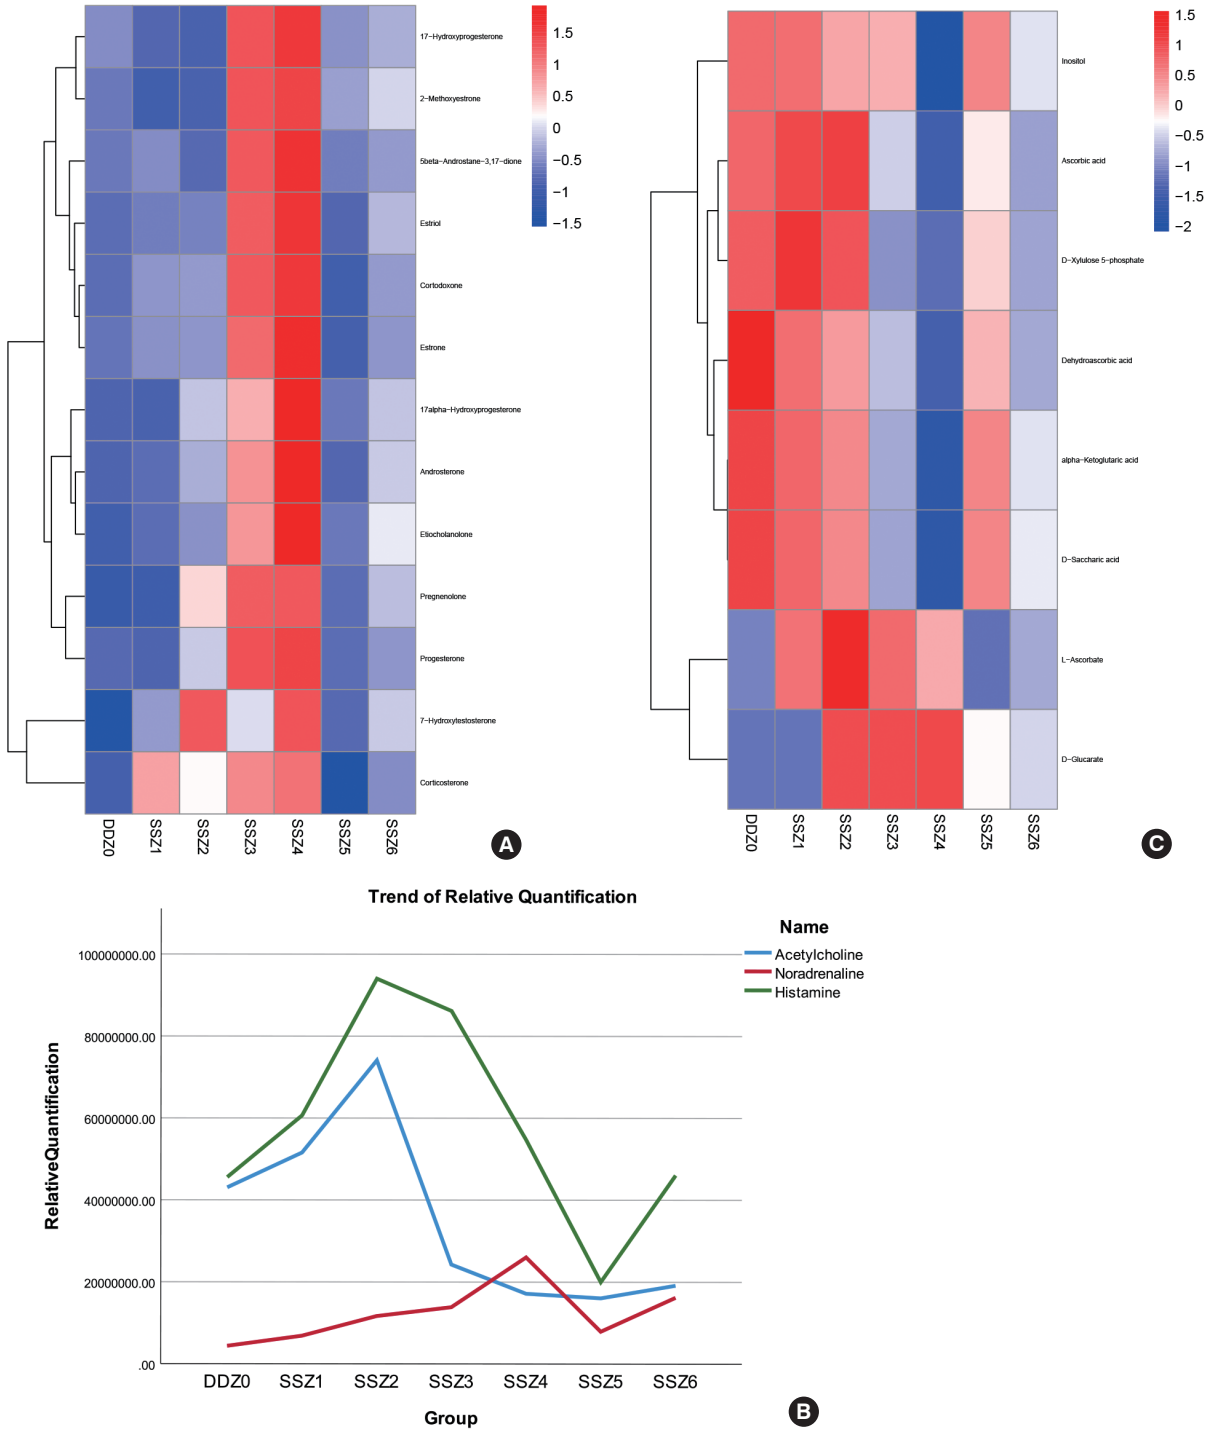 17−Hydroxyprogesterone
2−Methoxyestrone
5beta−Androstane−3,17−dione
Estriol
Cortodoxone
Estrone
17alpha−Hydroxyprogesterone
Androsterone
Etiocholanolone
Pregnenolone
Progesterone
7−Hydroxytestosterone
Corticosterone
1.5
1
0.5
0
−0.5
−1
−1.5
DDZ0
SSZ1
SSZ2
SSZ3
SSZ4
SSZ5
SSZ6
A
Inositol
Ascorbic acid
D−Xylulose 5−phosphate
Dehydroascorbic acid
alpha−Ketoglutaric acid
D−Saccharic acid
L−Ascorbate
D−Glucarate
1.5
1
0.5
0
−0.5
−1
−1.5
−2
DDZ0
SSZ1
SSZ2
SSZ3
SSZ4
SSZ5
SSZ6
C
Trend of Relative Quantification
Name
Acetylcholine
Noradrenaline
Histamine
RelativeQuantification
100000000.00
80000000.00
60000000.00
40000000.00
20000000.00
.00
DDZ0
SSZ1
SSZ2
SSZ3
SSZ4
SSZ5
SSZ6
Group
B